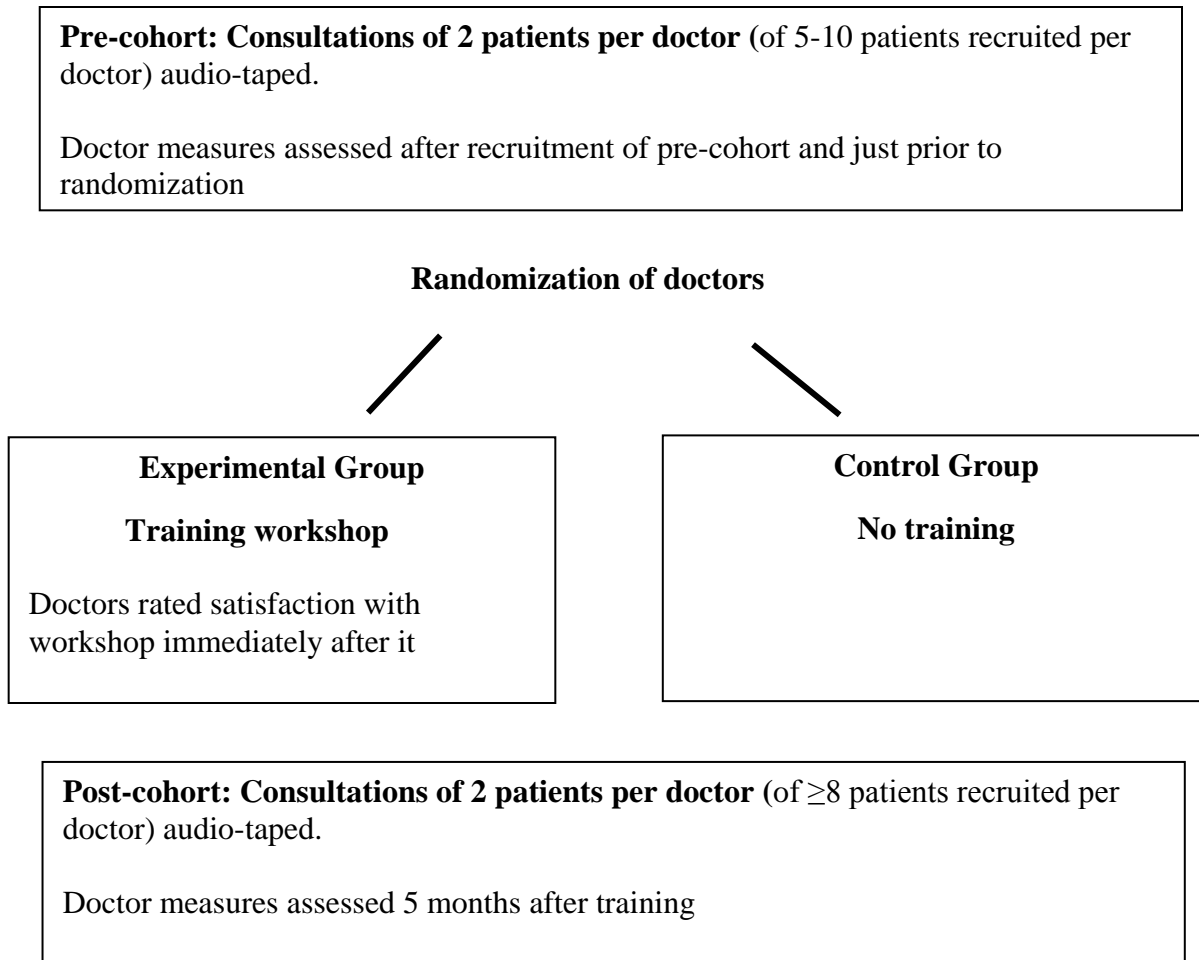 Pre-cohort: Consultations of 2 patients per doctor (of 5-10 patients recruited per
doctor) audio-taped.
Doctor measures assessed after recruitment of pre-cohort and just prior to
randomization
Randomization of doctors
Experimental Group
Training workshop
Doctors rated satisfaction with
workshop immediately after it
Control Group
No training
Post-cohort: Consultations of 2 patients per doctor (of ≥8 patients recruited per
doctor) audio-taped.
Doctor measures assessed 5 months after training